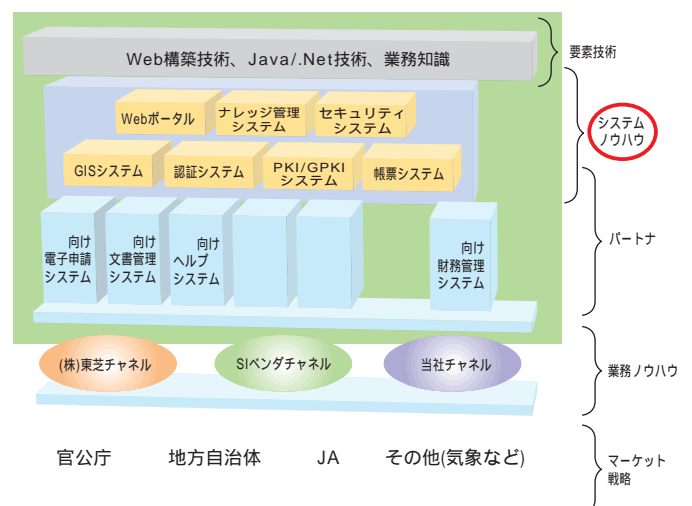 Web構築技術、Java/.Net技術、業務知識
要素技術
Webポータル
ナレッジ管理
システム
セキュリティ
システム
システム
ノウハウ
GISシステム
認証システム
PKI/GPKI
システム
帳票システム
向け
電子申請
システム
向け
文書管理
システム
向け
ヘルプ
システム
向け
財務管理
システム
パートナ
(株)東芝チャネル
SIベンダチャネル
当社チャネル
業務ノウハウ
官公庁
地方自治体
JA
その他(気象など)
マーケット
戦略